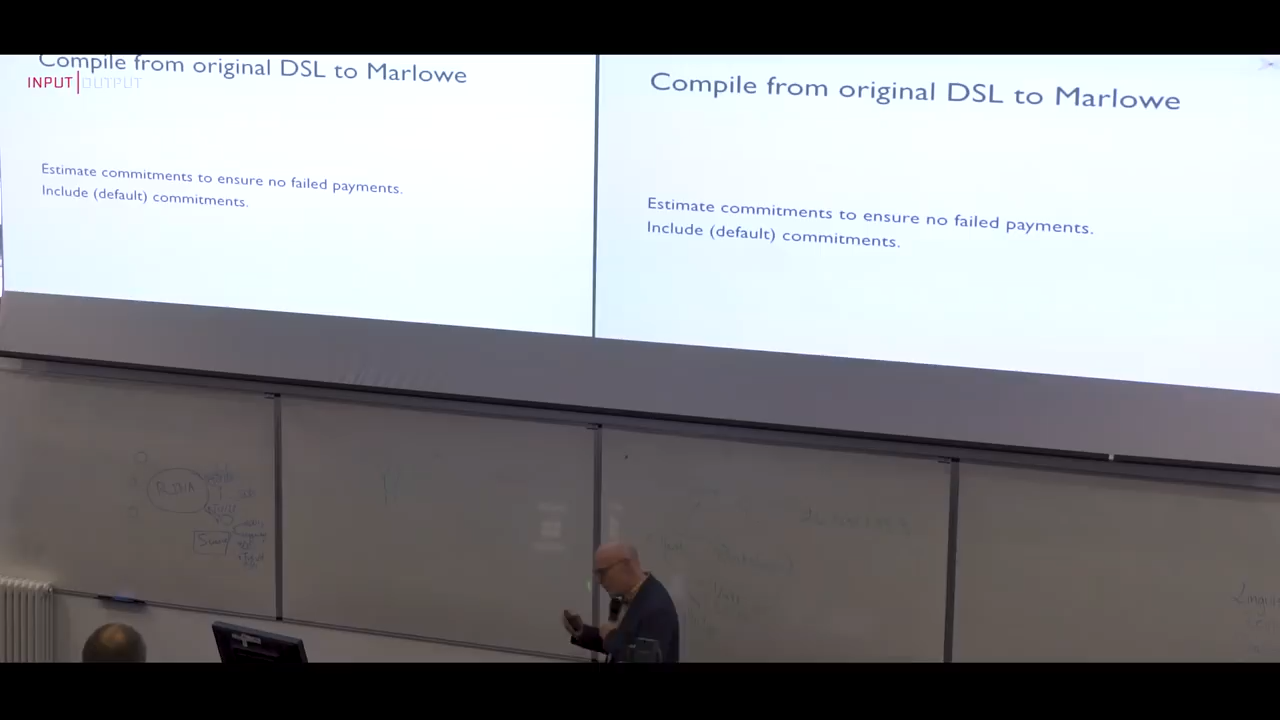 Compile from original DSL to Marlowe
INPUT|OUTPUT
Estimate commitments to ensure no failed payments.
Include (default) commitments.
Compile from original DSL to Marlowe
Estimate commitments to ensure no failed payments.
Include (default) commitments.